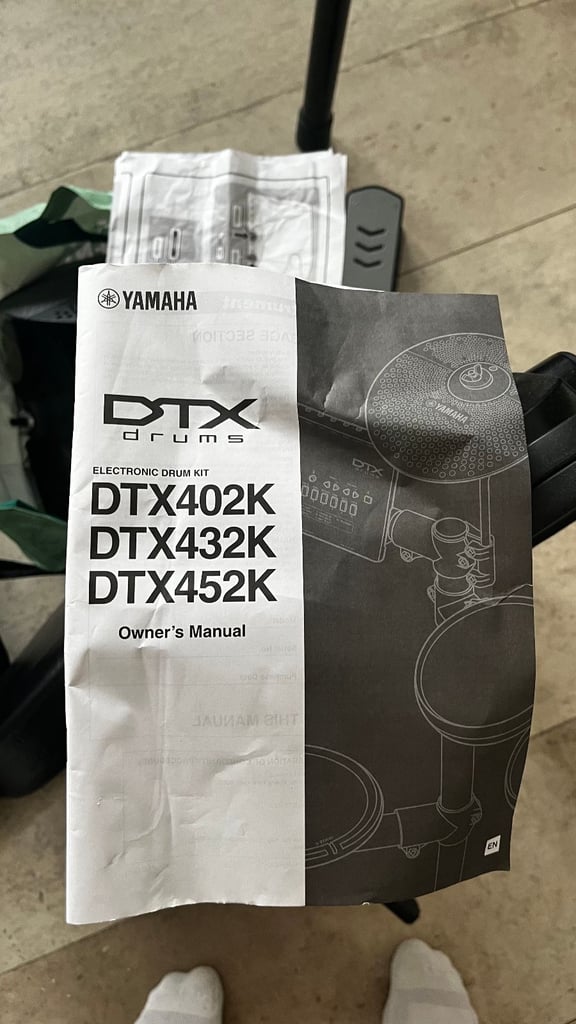 YAMAHA
DTX
drums
ELECTRONIC DRUM KIT
DTX402K
DTX432K
DTX452K
Owner's Manual
YAMAHA
DTX
EN